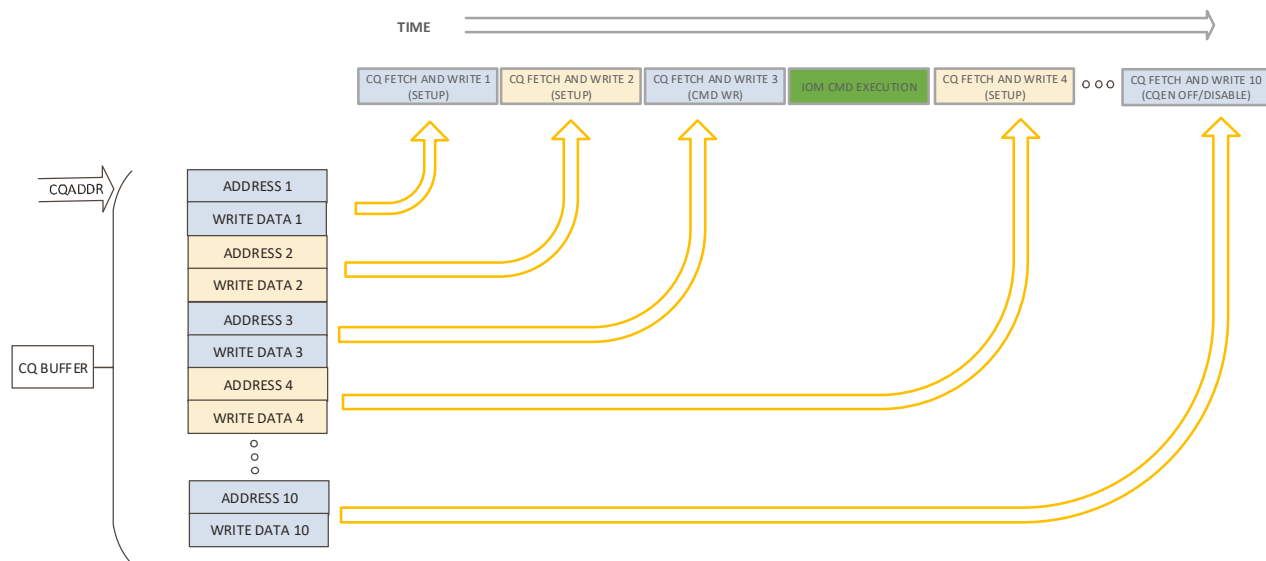 TIME
CQ FETCH AND WRITE 1
(SETUP)
CQ FETCH AND WRITE 2
(SETUP)
CQ FETCH AND WRITE 3
(CMD WR)
IOM CMD EXECUTION
CQ FETCH AND WRITE 4
(SETUP)
CQ FETCH AND WRITE 10
(CQEN OFF/DISABLE)
CQADDR
ADDRESS 1
WRITE DATA 1
ADDRESS 2
WRITE DATA 2
ADDRESS 3
WRITE DATA 3
CQ BUFFER
ADDRESS 4
WRITE DATA 4
ADDRESS 10
WRITE DATA 10